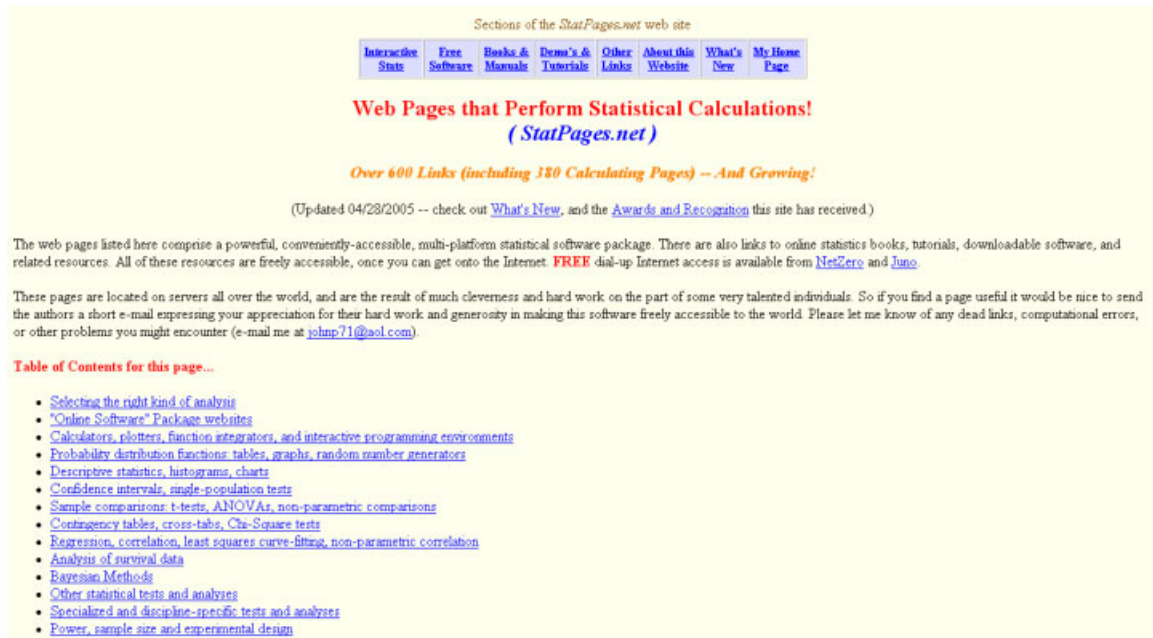 Sections of the StatPages.net web site
Interactive Stats
Free Software
Books & Manuals
Demo's & Tutorials
Other Links
About this Website
What's New
My Home Page
Web Pages that Perform Statistical Calculations!
( StatPages.net )
Over 600 Links (including 380 Calculating Pages) -- And Growing!
(Updated 04/28/2005 -- check out What's New, and the Awards and Recognition this site has received.)
The web pages listed here comprise a powerful, conveniently-accessible, multi-platform statistical software package. There are also links to online statistics books, tutorials, downloadable software, and
related resources. All of these resources are freely accessible, once you can get onto the Internet. FREE dial-up Internet access is available from NetZero and Juno.
These pages are located on servers all over the world, and are the result of much cleverness and hard work on the part of some very talented individuals. So if you find a page useful it would be nice to send
the authors a short e-mail expressing your appreciation for their hard work and generosity in making this software freely accessible to the world. Please let me know of any dead links, computational errors,
or other problems you might encounter (e-mail me at johnp71@aol.com).
Table of Contents for this page...
• Selecting the right kind of analysis
• "Online Software" Package websites
• Calculators, plotters, function integrators, and interactive programming environments
• Probability distribution functions: tables, graphs, random number generators
• Descriptive statistics, histograms, charts
• Confidence intervals, single-population tests
• Sample comparisons: t-tests, ANOVAs, non-parametric comparisons
• Contingency tables, cross-tabs, Chi-Square tests
• Regression, correlation, least squares curve-fitting, non-parametric correlation
• Analysis of survival data
• Bayesian Methods
• Other statistical tests and analyses
• Specialized and discipline-specific tests and analyses
• Power, sample size and experimental design